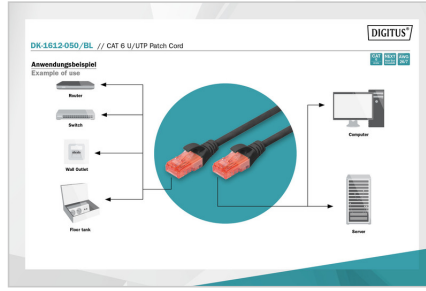 DIGITUS®
DK-1612-050/BL // CAT 6 U/UTP Patch Cord
Anwendungsbeispiel
Example of use
Router
Switch
Wall Outlet
Floor tank
Computer
Server